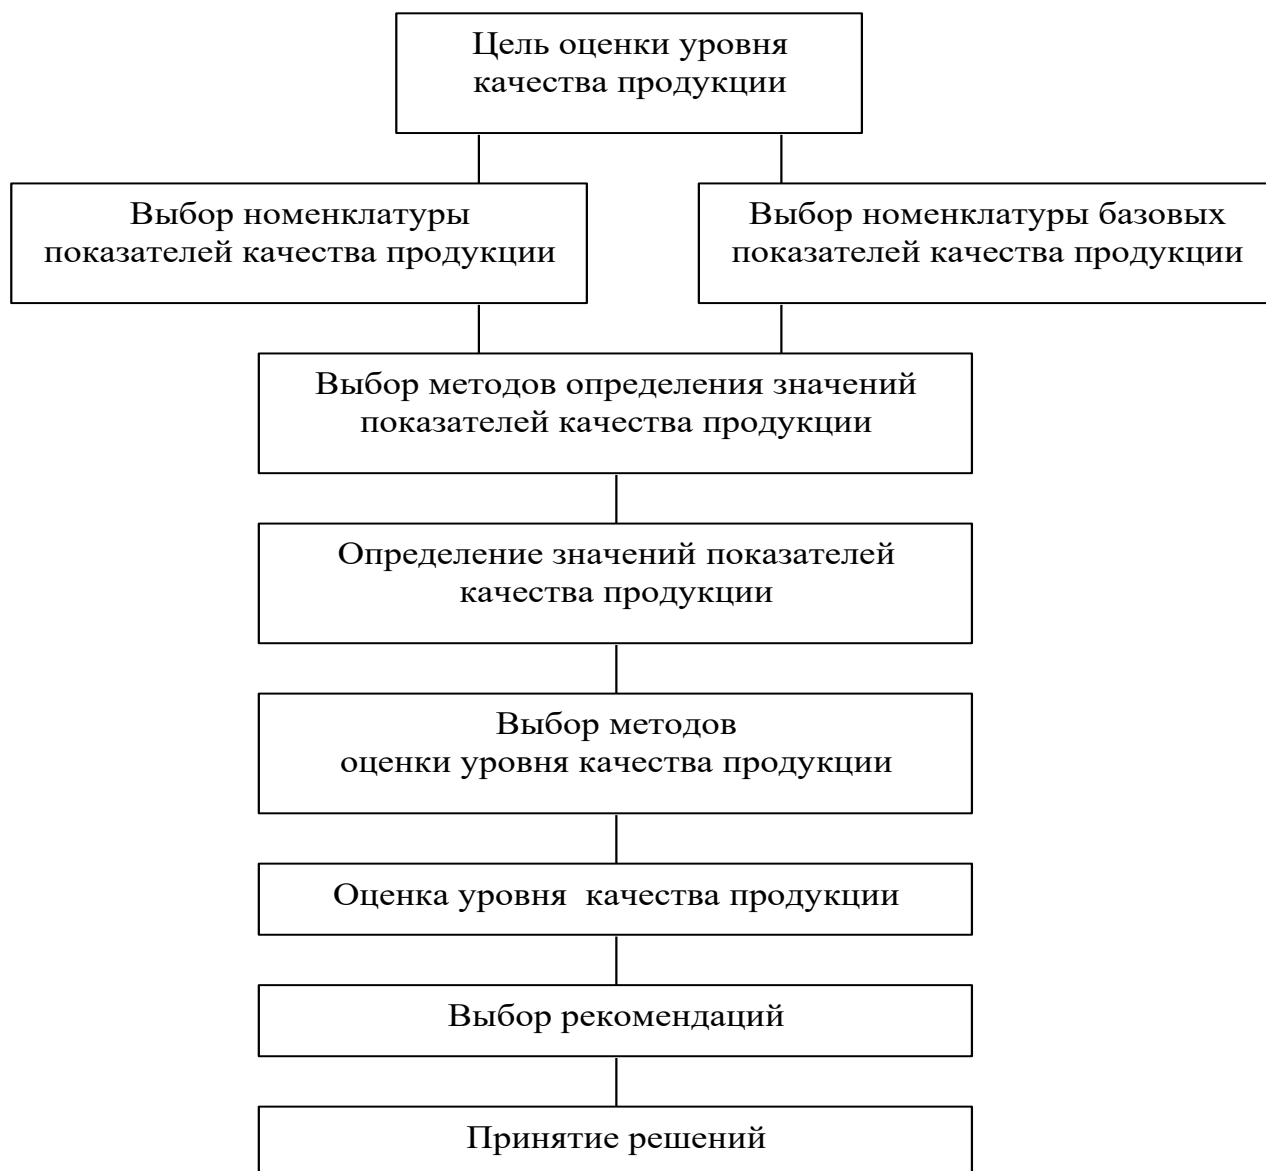 Цель оценки уровня
качества продукции
Выбор номенклатуры
показателей качества продукции
Выбор номенклатуры базовых
показателей качества продукции
Выбор методов определения значений
показателей качества продукции
Определение значений показателей
качества продукции
Выбор методов
оценки уровня качества продукции
Оценка уровня  качества продукции
Выбор рекомендаций
Принятие решений